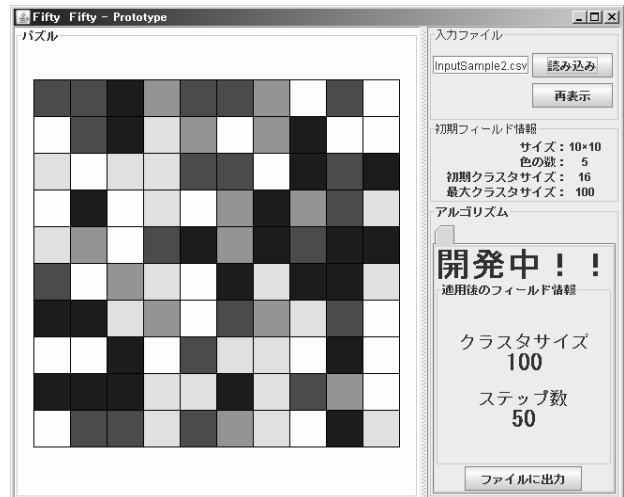 Fifty Fifty - Prototype
パズル
入力ファイル
InputSample2.csv
読み込み
再表示
初期フィールド情報
サイズ：10×10
色の数： 5
初期クラスタサイズ： 16
最大クラスタサイズ： 100
アルゴリズム
開発中！！
適用後のフィールド情報
クラスタサイズ
100
ステップ数
50
ファイルに出力